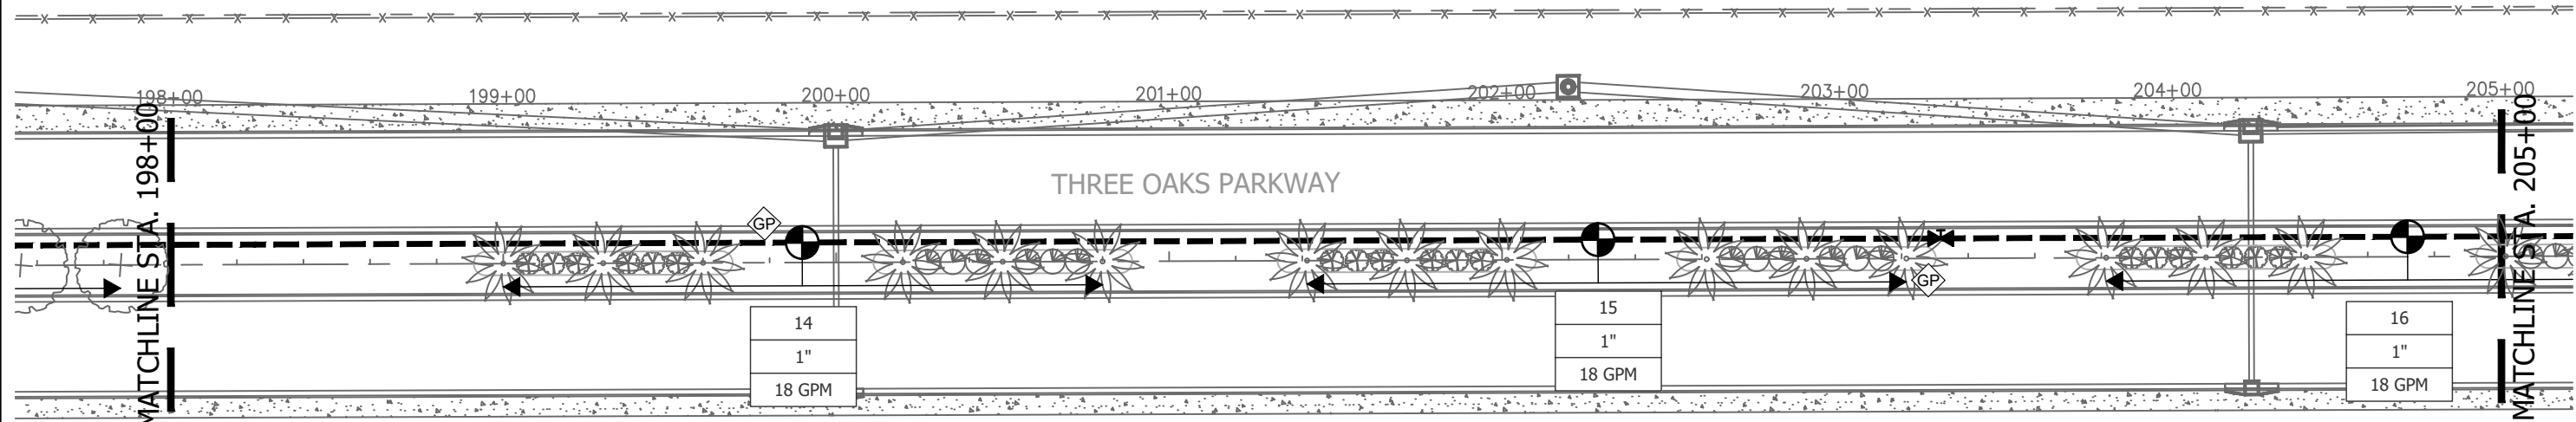 198+00
199+00
200+00
201+00
202+00
203+00
204+00
205+00
MATCHLINE STA. 198+00
THREE OAKS PARKWAY
MATCHLINE STA. 205+00
GP
GP
14
1"
18 GPM
15
1"
18 GPM
16
1"
18 GPM